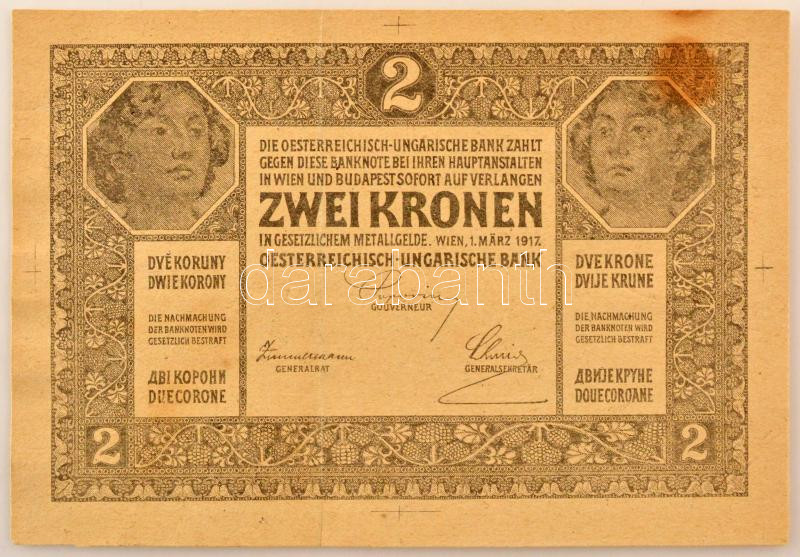 2
DIE OESTERREICHISCH-UNGARISCHE BANK ZAHLT
GEGEN DIESE BANKNOTE BEI IHREN HAUPTANSTALTEN
IN WIEN UND BUDAPEST SOFORT AUF VERLANGEN
ZWEI KRONEN
IN GESETZLICHEM METALLGELDE. WIEN, 1. MÄRZ 1917.
OESTERREICHISCH-UNGARISCHE BANK
GOUVERNEUR
Zimmermann
GENERALRAT
GENERALSEKRETÄR
DVĚ KORUNY
DWIE KORONY
DIE NACHMACHUNG
DER BANKNOTEN WIRD
GESETZLICH BESTRAFT
ДВІ КОРОНИ
DUE CORONE
DVE KRONE
DVIJE KRUNE
DIE NACHMACHUNG
DER BANKNOTEN WIRD
GESETZLICH BESTRAFT
ДВИЈЕ КРУНЕ
DOUE COROANE
2
2
darabanth